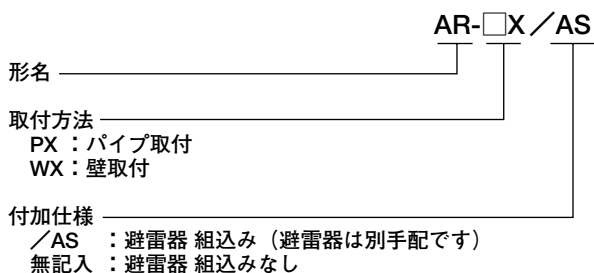 AR-□X／AS
形名
取付方法
PX ：パイプ取付
WX：壁取付
付加仕様
／AS ：避雷器 組込み（避雷器は別手配です）
無記入 ：避雷器 組込みなし